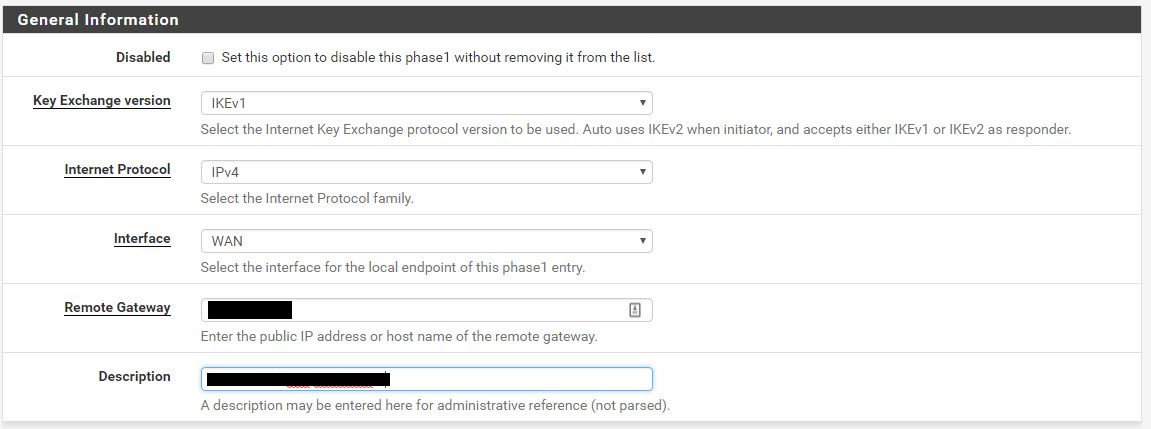 General Information
Disabled Set this option to disable this phase1 without removing it from the list.
Key Exchange version IKEv1
Select the Internet Key Exchange protocol version to be used. Auto uses IKEv2 when initiator, and accepts either IKEv1 or IKEv2 as responder.
Internet Protocol IPv4
Select the Internet Protocol family.
Interface WAN
Select the interface for the local endpoint of this phase1 entry.
Remote Gateway
Enter the public IP address or host name of the remote gateway.
Description
A description may be entered here for administrative reference (not parsed).